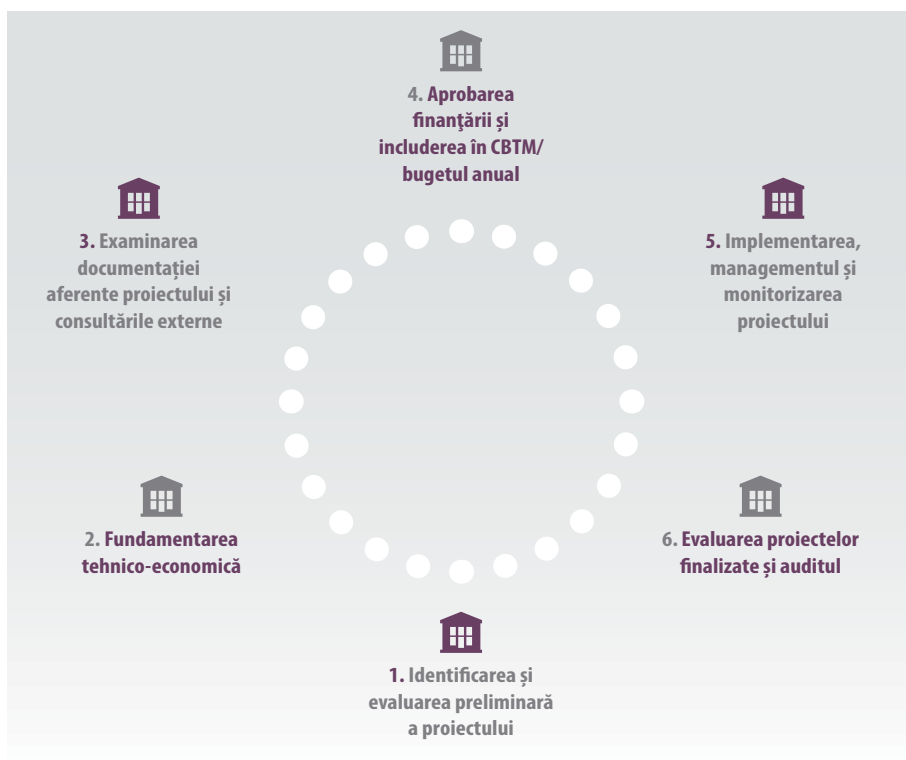 4. Aprobarea
finanţării și
includerea în CBTM/
bugetul anual
3. Examinarea
documentației
aferente proiectului și
consultările externe
5. Implementarea,
managementul și
monitorizarea
proiectului
2. Fundamentarea
tehnico-economică
6. Evaluarea proiectelor
finalizate și auditul
1. Identificarea și
evaluarea preliminară
a proiectului